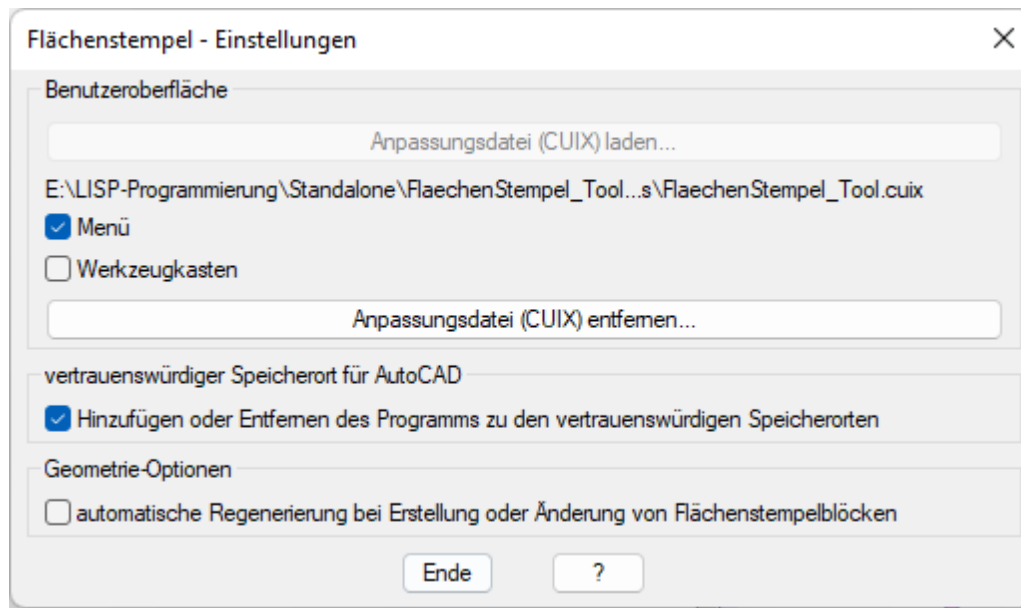 Flächenstempel - Einstellungen
Benutzeroberfläche
Anpassungsdatei (CUIX) laden...
E:\LISP-Programmierung\Standalone\FlaechenStempel_Tool...s\FlaechenStempel_Tool.cuix
Menü
Werkzeugkasten
Anpassungsdatei (CUIX) entfernen...
vertrauenswürdiger Speicherort für AutoCAD
Hinzufügen oder Entfernen des Programms zu den vertrauenswürdigen Speicherorten
Geometrie-Optionen
automatische Regenerierung bei Erstellung oder Änderung von Flächenstempelblöcken
Ende ?